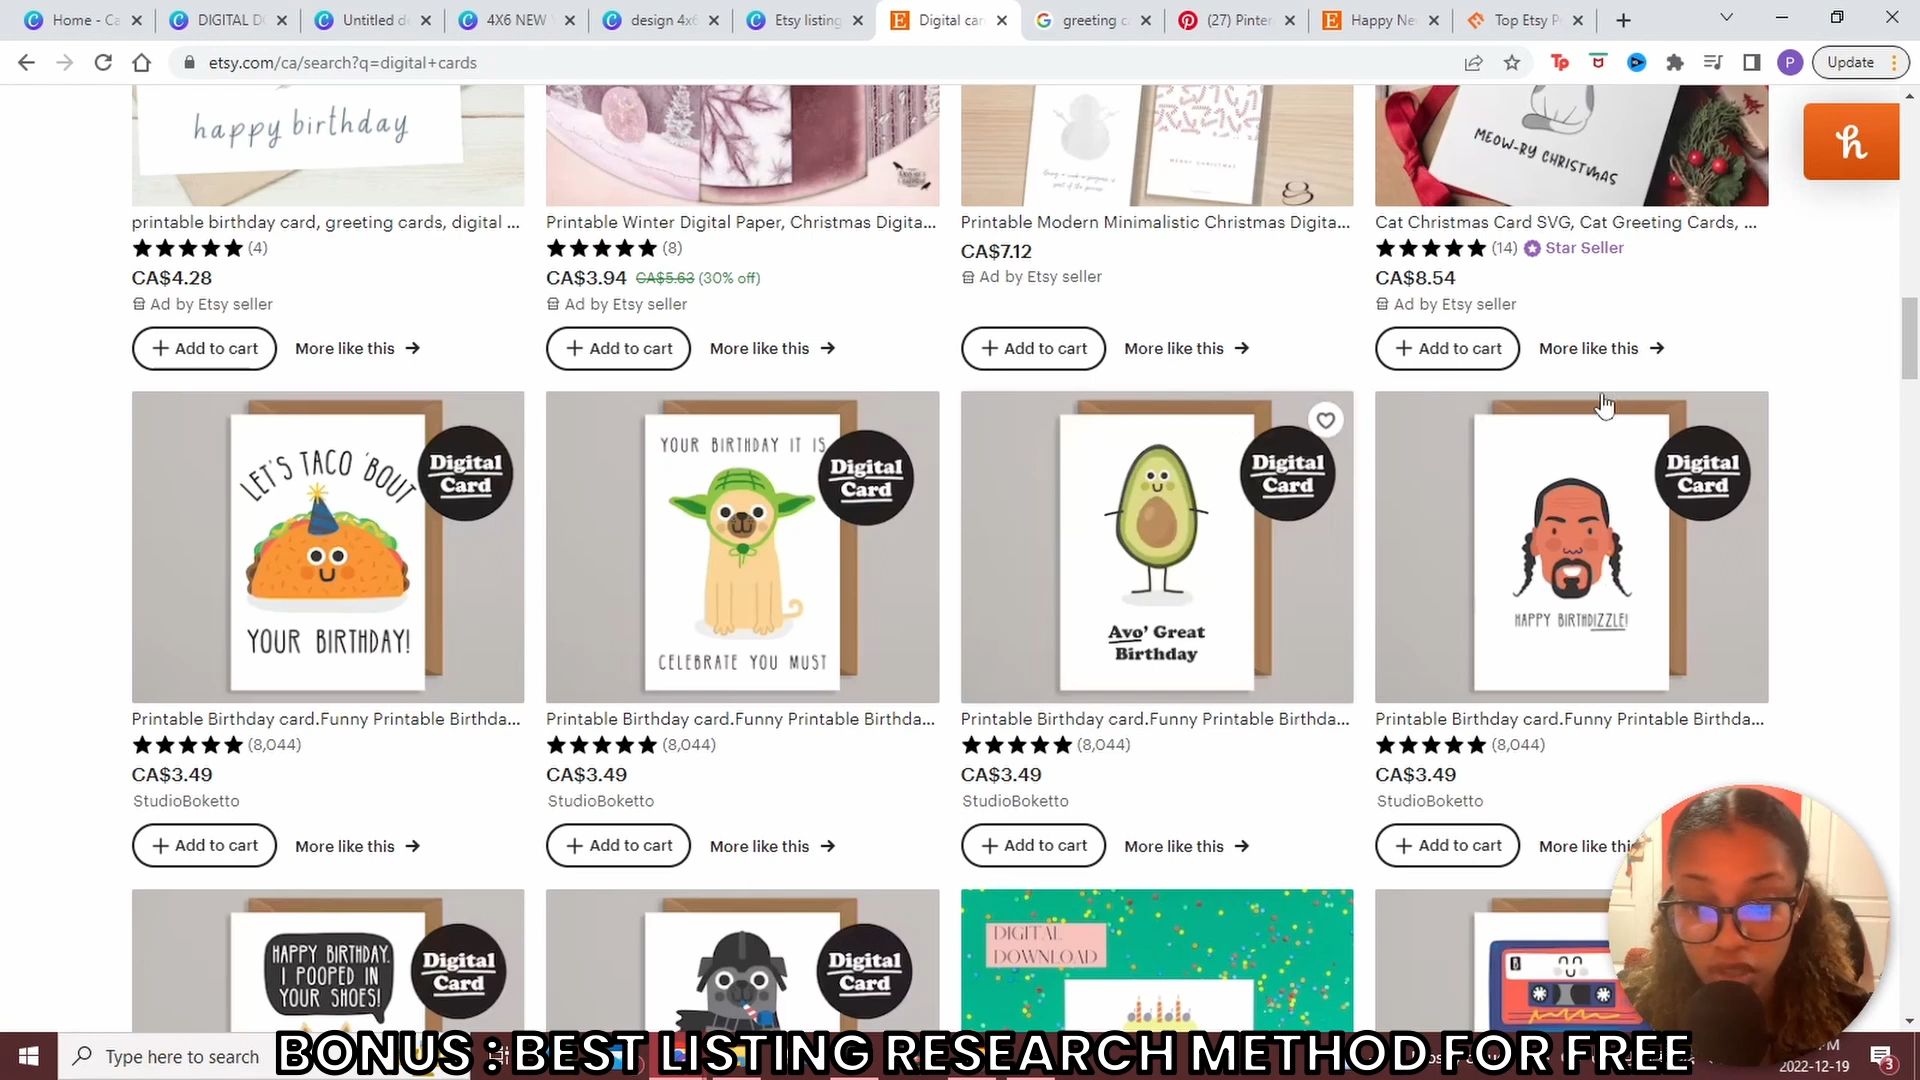 Home - Ca
DIGITAL D
Untitled d
4X6 NEW
design 4x6
Etsy listing
Digital car
greeting c
(27) Pinter
Happy Ne
Top Etsy P
etsy.com/ca/search?q=digital+cards
Tp
P
Update
happy birthday
MERRY CHRISTMAS
MEOW-RY CHRISTMAS
h
printable birthday card, greeting cards, digital ...
(4)
CA$4.28
Ad by Etsy seller
Add to cart
More like this
Printable Winter Digital Paper, Christmas Digita...
(8)
CA$3.94 CA$5.63 (30% off)
Ad by Etsy seller
Add to cart
More like this
Printable Modern Minimalistic Christmas Digita...
CA$7.12
Ad by Etsy seller
Add to cart
More like this
Cat Christmas Card SVG, Cat Greeting Cards, ...
(14) Star Seller
CA$8.54
Ad by Etsy seller
Add to cart
More like this
LET'S TACO 'BOUT
YOUR BIRTHDAY!
Digital
Card
Printable Birthday card.Funny Printable Birthda...
(8,044)
CA$3.49
StudioBoketto
Add to cart
More like this
YOUR BIRTHDAY IT IS
CELEBRATE YOU MUST
Digital
Card
Printable Birthday card.Funny Printable Birthda...
(8,044)
CA$3.49
StudioBoketto
Add to cart
More like this
Avo' Great
Birthday
Digital
Card
Printable Birthday card.Funny Printable Birthda...
(8,044)
CA$3.49
StudioBoketto
Add to cart
More like this
HAPPY BIRTHDIZZLE!
Digital
Card
Printable Birthday card.Funny Printable Birthda...
(8,044)
CA$3.49
StudioBoketto
Add to cart
More like thi
HAPPY BIRTHDAY.
I POOPED IN
YOUR SHOES!
Digital
Card
Digital
Card
DIGITAL
DOWNLOAD
BONUS : BEST LISTING RESEARCH METHOD FOR FREE
Type here to search
2022-12-19
3